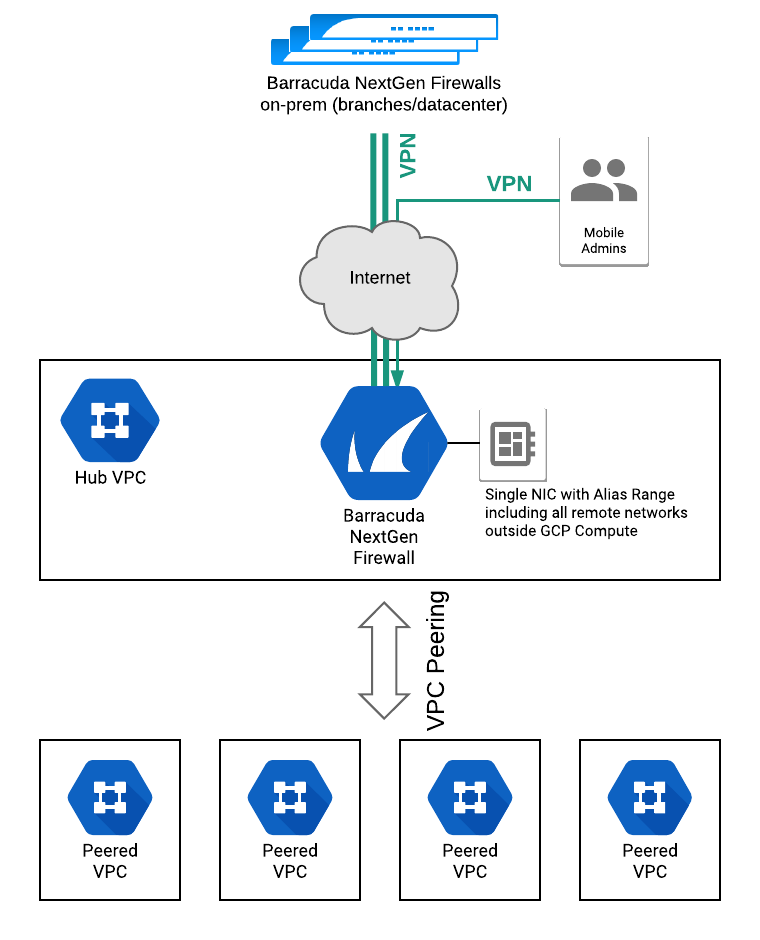 Barracuda NextGen Firewalls
on-prem (branches/datacenter)
VPN
VPN
Mobile
Admins
Internet
Hub VPC
Barracuda
NextGen
Firewall
Single NIC with Alias Range
including all remote networks
outside GCP Compute
VPC Peering
Peered
VPC
Peered
VPC
Peered
VPC
Peered
VPC